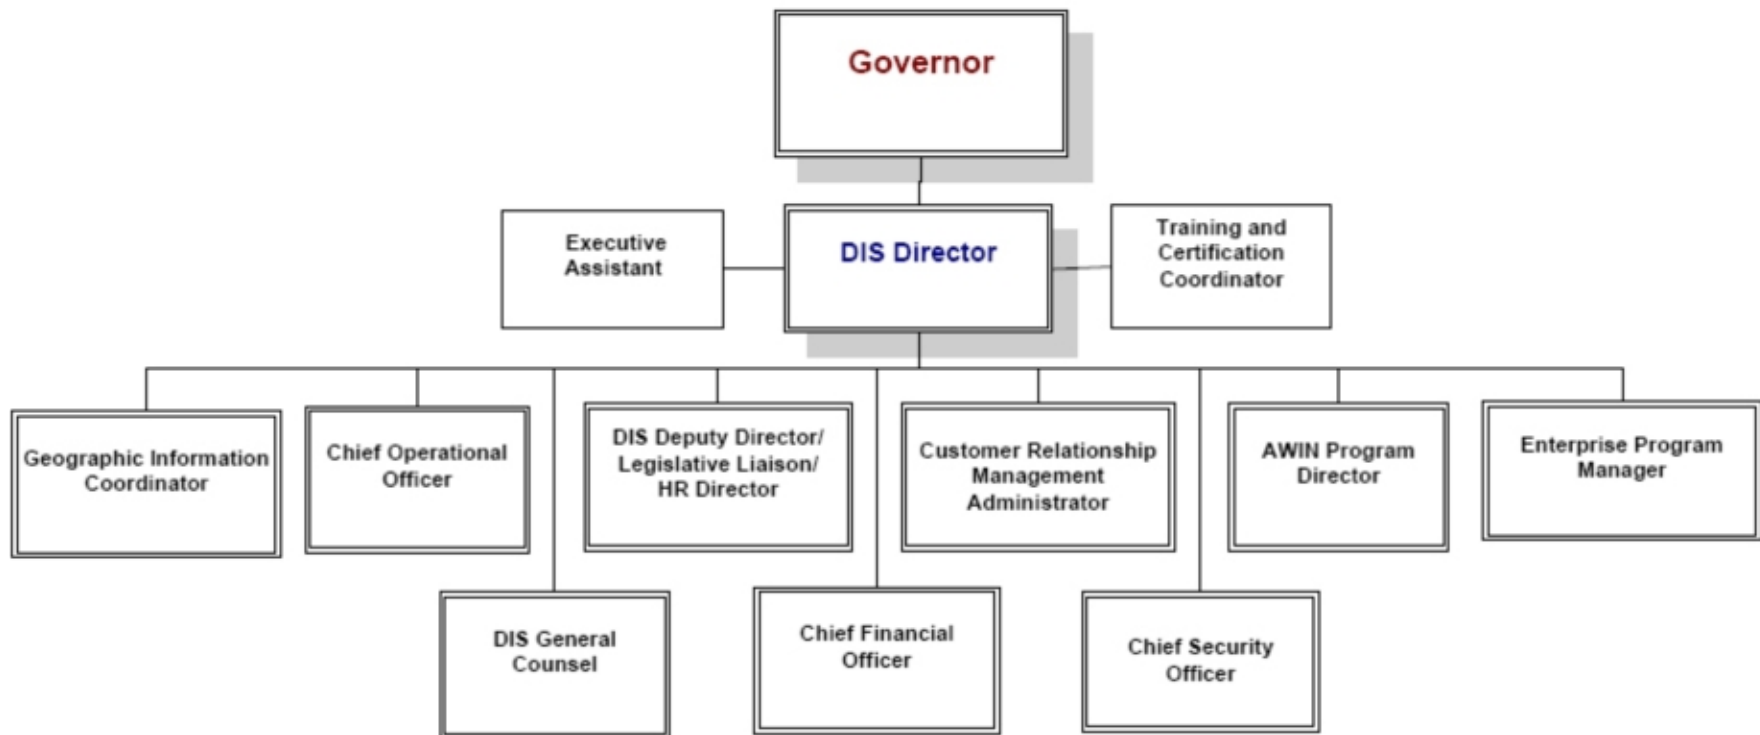 Governor
Executive
Assistant
DIS Director
Training and
Certification
Coordinator
Geographic Information
Coordinator
Chief Operational
Officer
DIS Deputy Director/
Legislative Liaison/
HR Director
Customer Relationship
Management
Administrator
AWIN Program
Director
Enterprise Program
Manager
DIS General
Counsel
Chief Financial
Officer
Chief Security
Officer